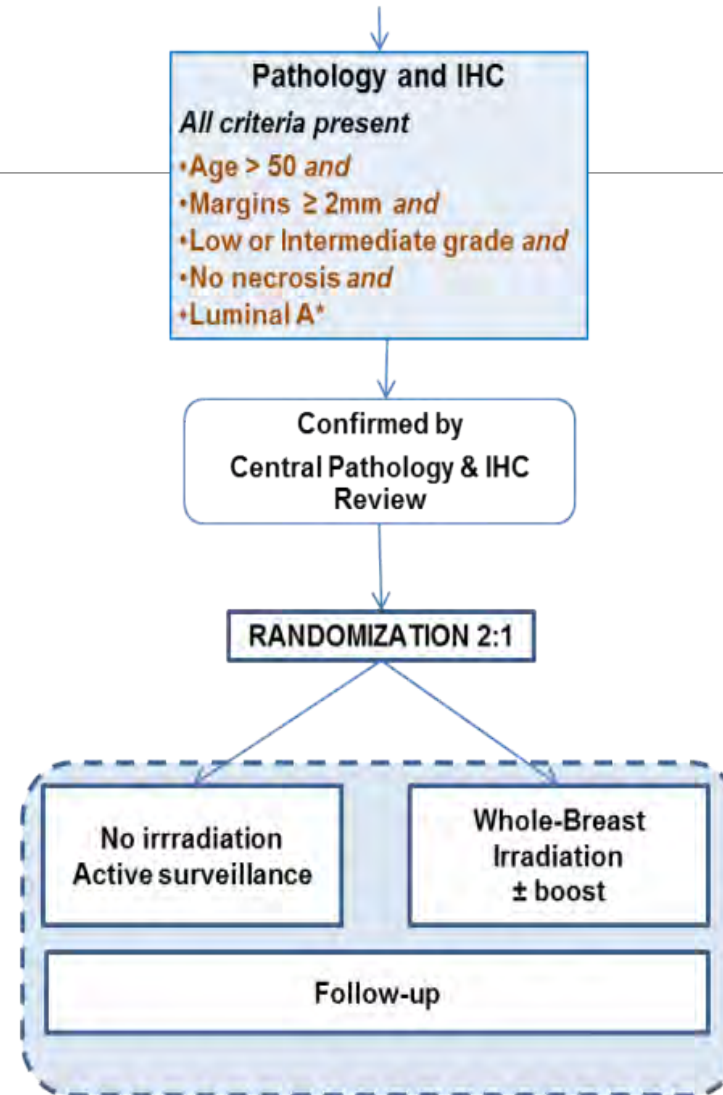 Pathology and IHC
All criteria present
•Age > 50 and
•Margins ≥ 2mm and
•Low or Intermediate grade and
•No necrosis and
•Luminal A*
Confirmed by
Central Pathology & IHC
Review
RANDOMIZATION 2:1
No irrradiation
Active surveillance
Whole-Breast
Irradiation
± boost
Follow-up